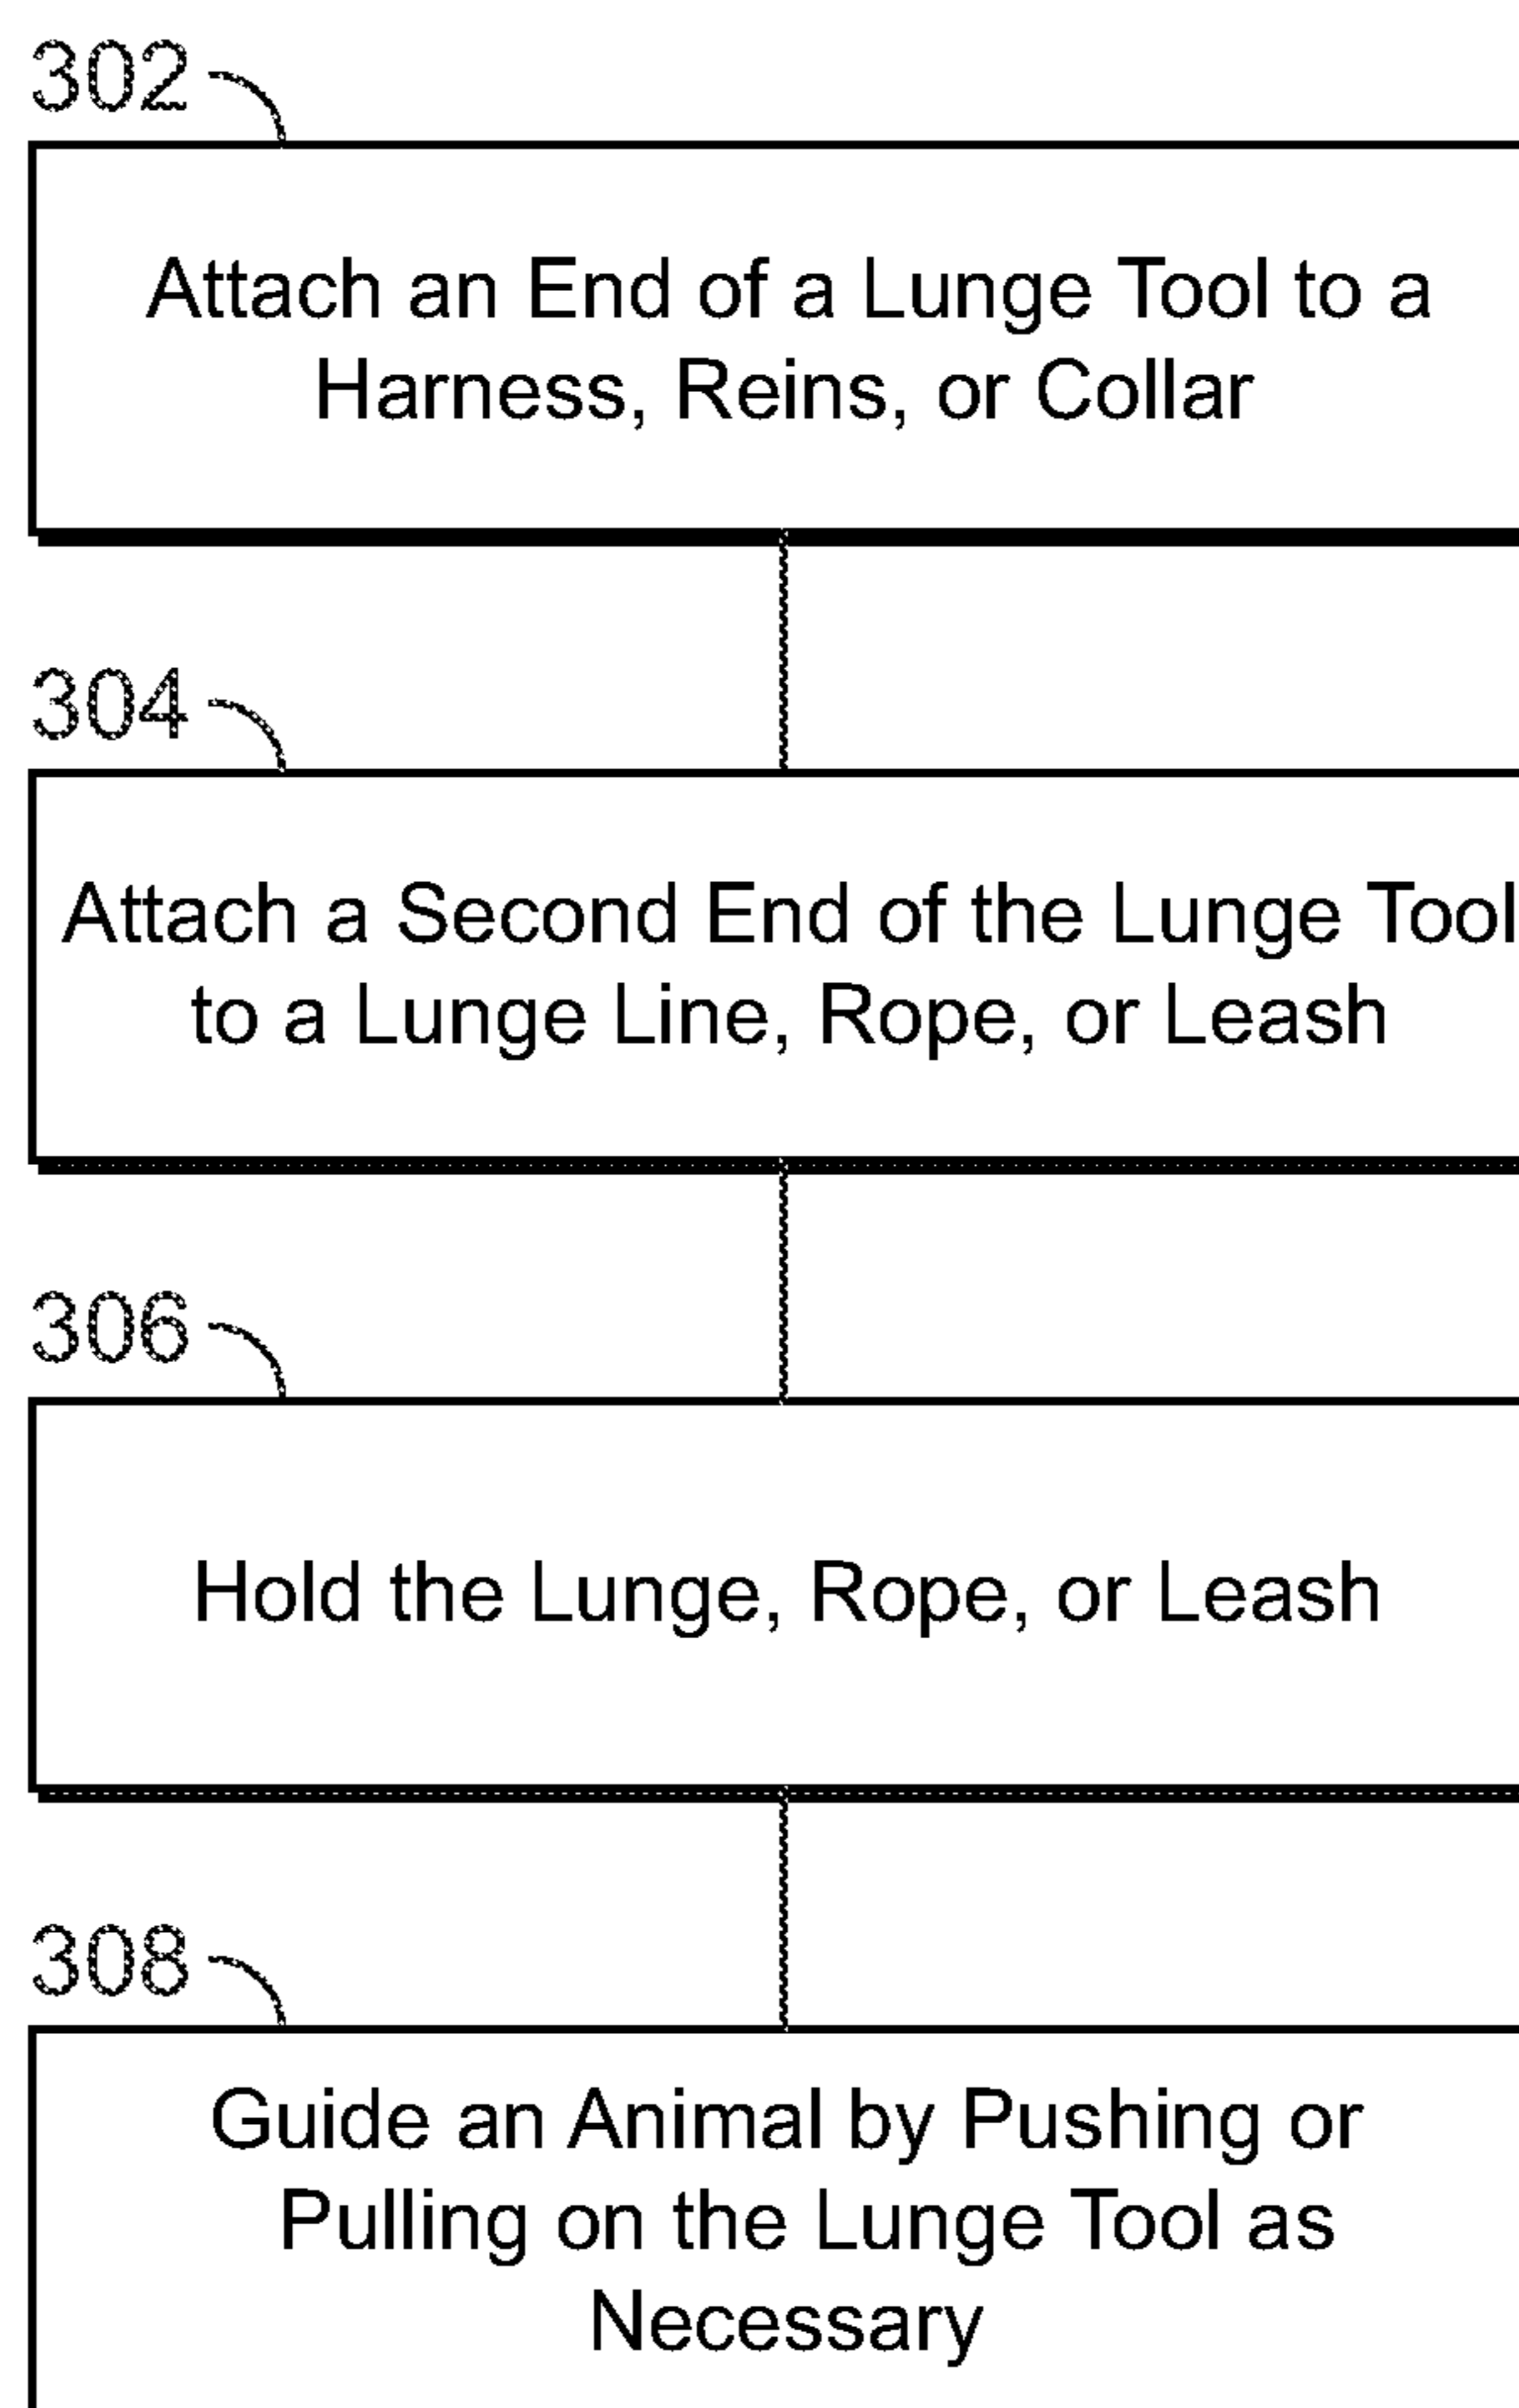 302
Attach an End of a Lunge Tool to a
Harness, Reins, or Collar
304
Attach a Second End of the Lunge Tool
to a Lunge Line, Rope, or Leash
306
Hold the Lunge, Rope, or Leash
308
Guide an Animal by Pushing or
Pulling on the Lunge Tool as
Necessary